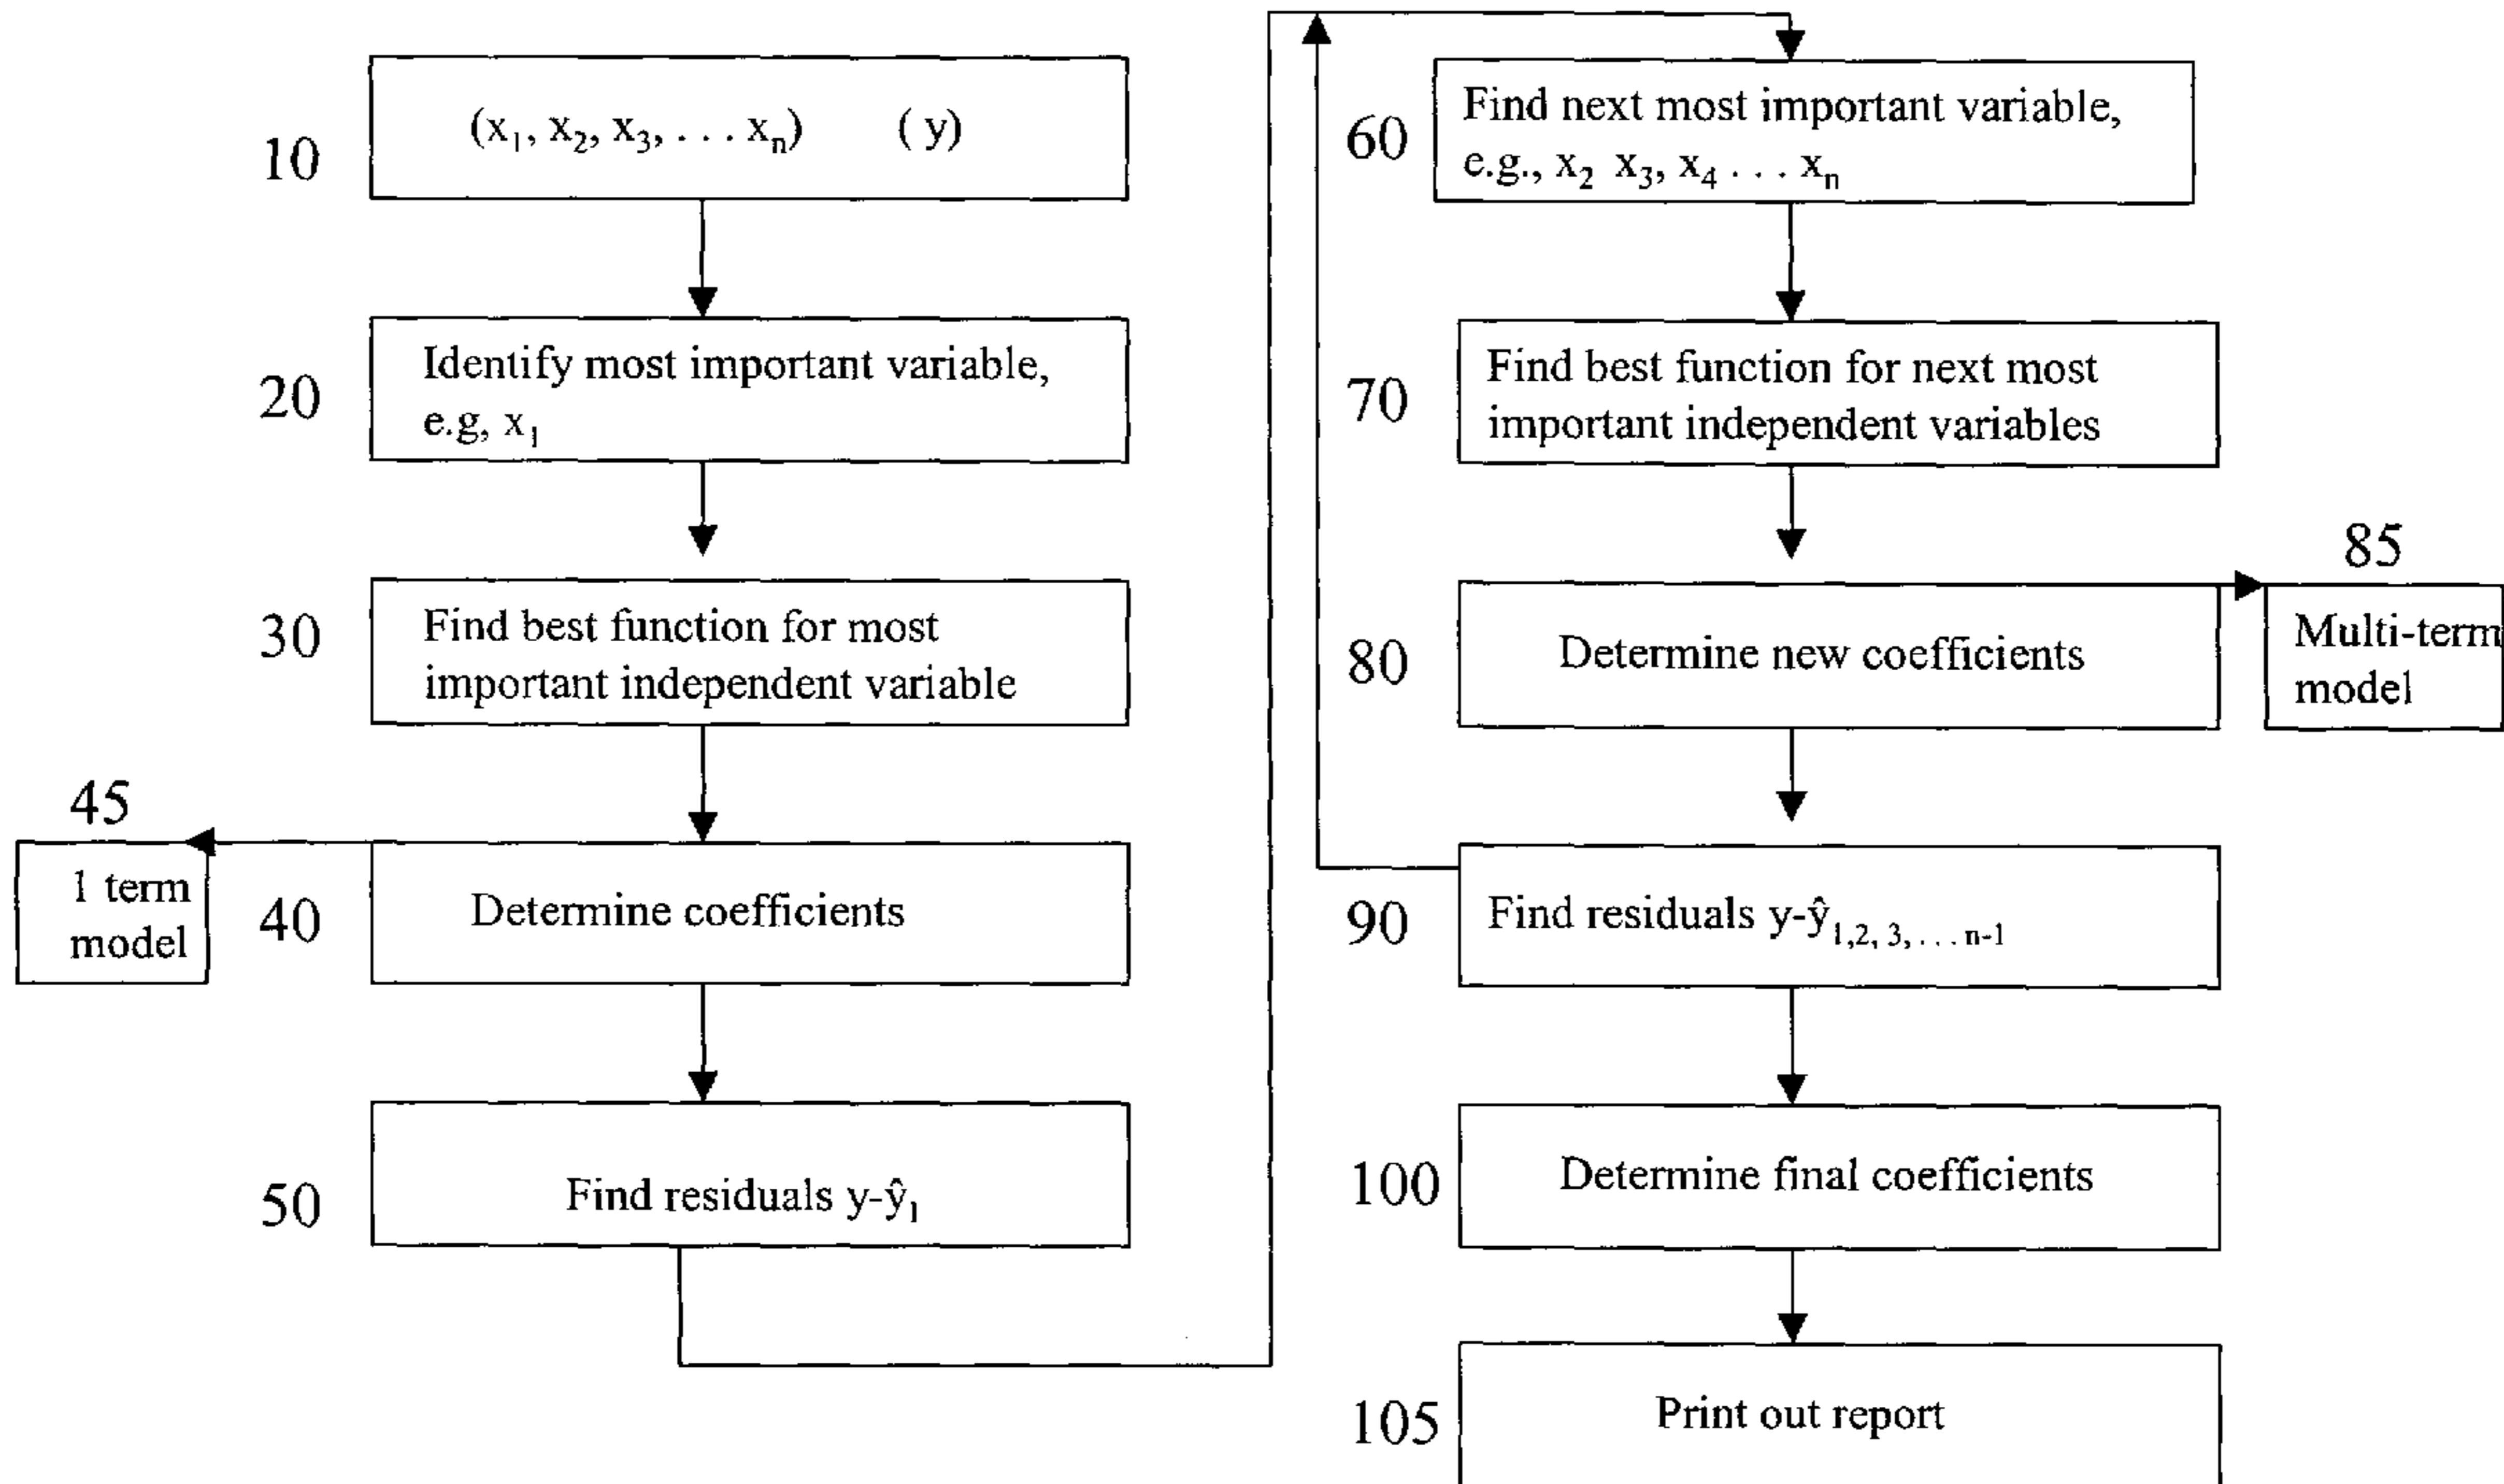 10
(x₁, x₂, x₃, . . . xₙ) ( y)
20
Identify most important variable,
e.g, x₁
30
Find best function for most
important independent variable
45
1 term
model
40
Determine coefficients
50
Find residuals y-ŷ₁
60
Find next most important variable,
e.g., x₂ x₃, x₄ . . . xₙ
70
Find best function for next most
important independent variables
80
Determine new coefficients
85
Multi-term
model
90
Find residuals y-ŷ₁,₂, ₃, . . . ₙ₋₁
100
Determine final coefficients
105
Print out report